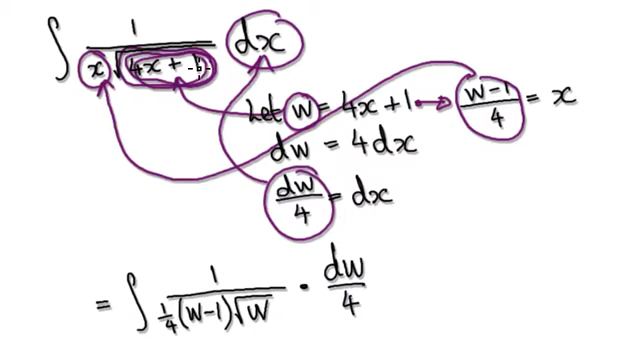 ∫ 1/(x√(4x + 1)) dx
Let w = 4x+1 → (w-1)/4 = x
dw = 4dx
dw/4 = dx
= ∫ 1/(¼(w-1)√w) · dw/4